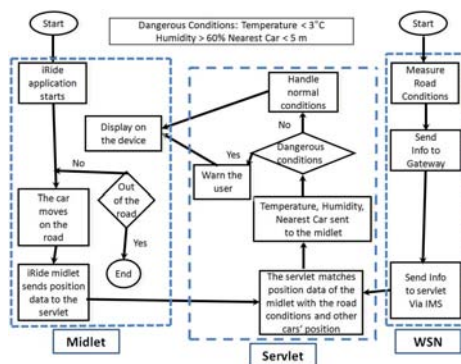 Start
Dangerous Conditions: Temperature < 3°C
Humidity > 60% Nearest Car < 5 m
Start
iRide
application
starts
Display on
the device
Handle
normal
conditions
Measure
Road
Conditions
No
No
Dangerous
conditions
Send
Info to
Gateway
Yes
Warn the
user
The car
moves
on the
road
Out of
the
road
Temperature, Humidity,
Nearest Car sent
to the midlet
Yes
End
iRide midlet
sends position
data to the
servlet
The servlet matches
position data of the
midlet with the road
conditions and other
cars' position
Send Info
to servlet
Via IMS
Midlet
Servlet
WSN